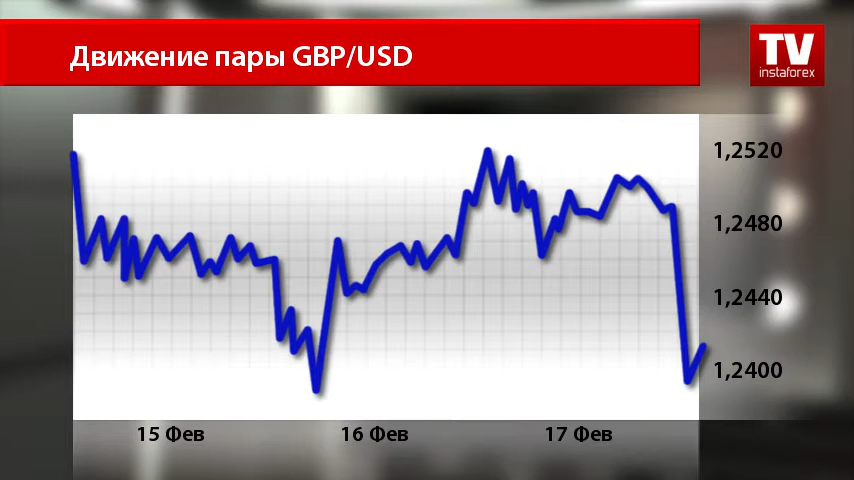 Движение пары GBP/USD
TV
instaforex
1,2520
1,2480
1,2440
1,2400
15 Фев
16 Фев
17 Фев